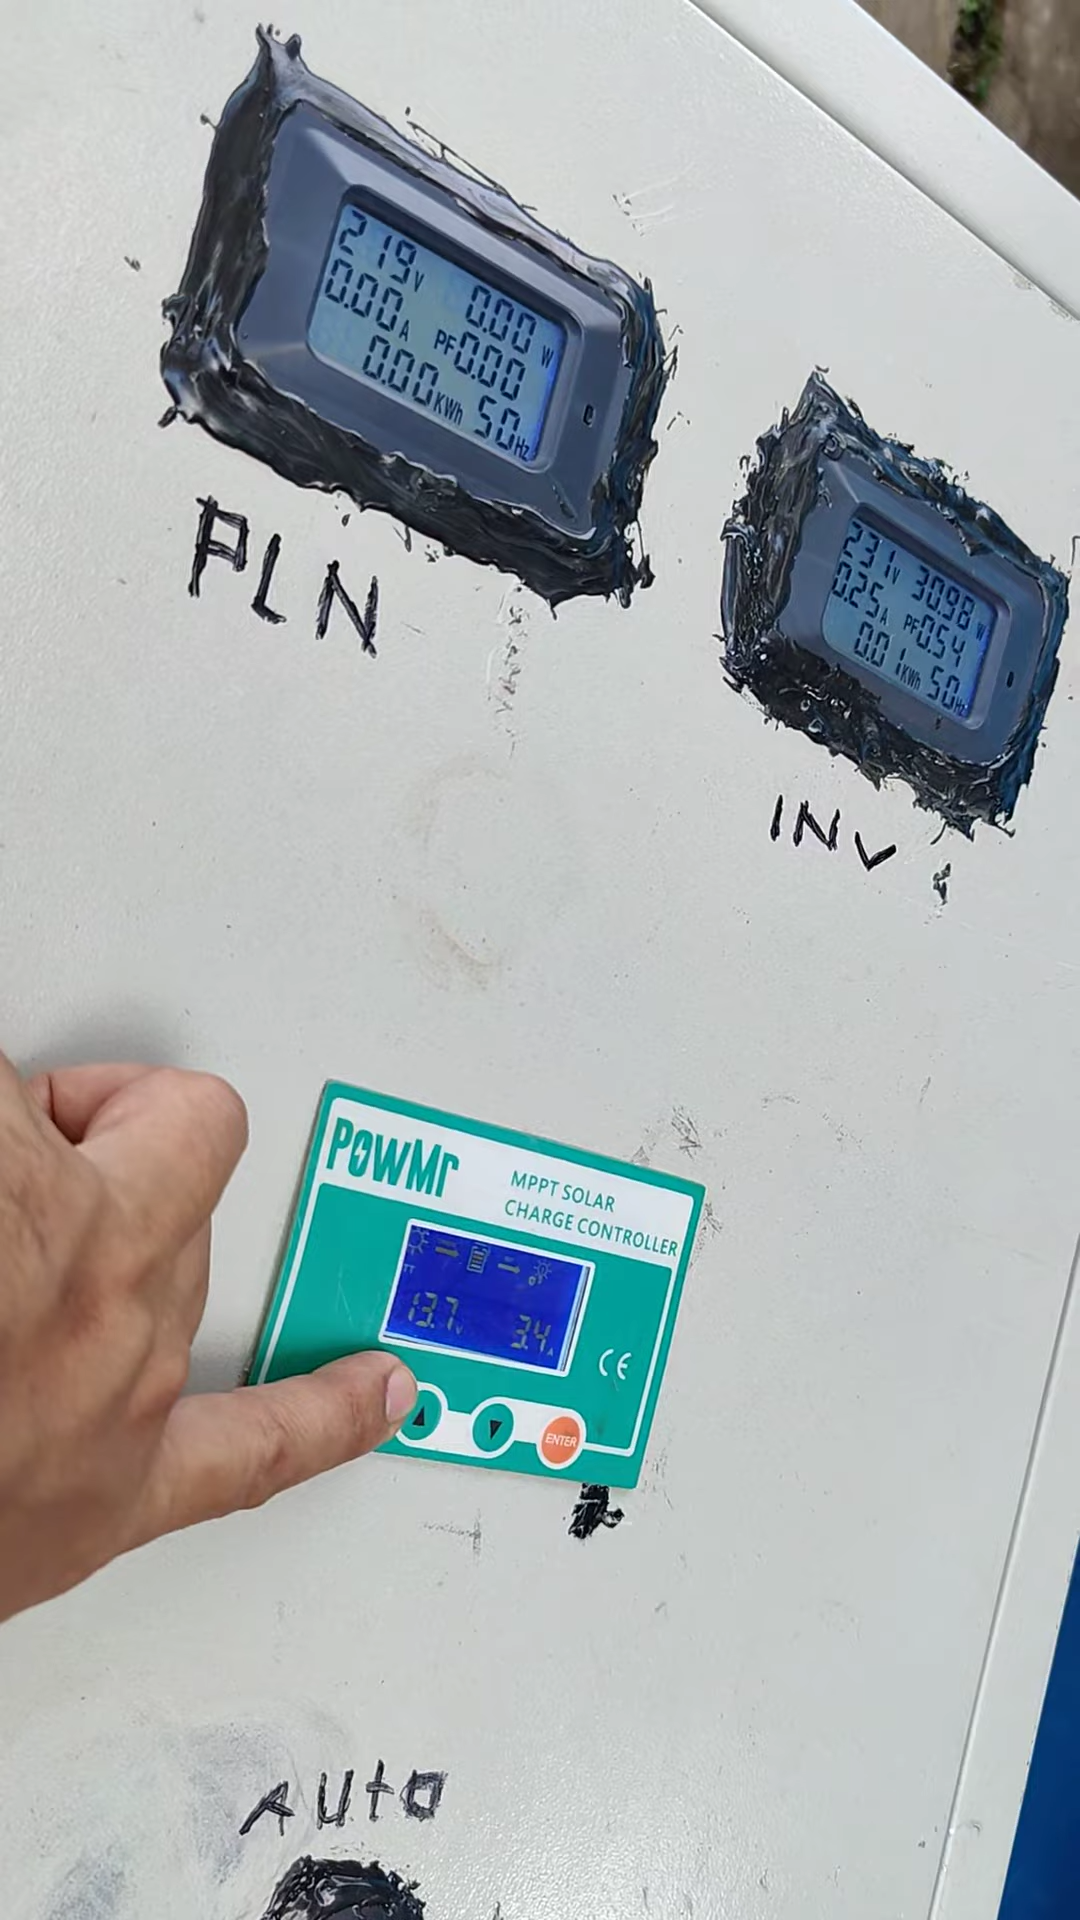 219V 0.00W
0.00A PF0.00
0.00KWh 50Hz
PLN
231V 30.98W
0.25A PF0.54
0.01KWh 50Hz
INV
PowMr
MPPT SOLAR
CHARGE CONTROLLER
13.7V 3.4A
CE
ENTER
AUTO